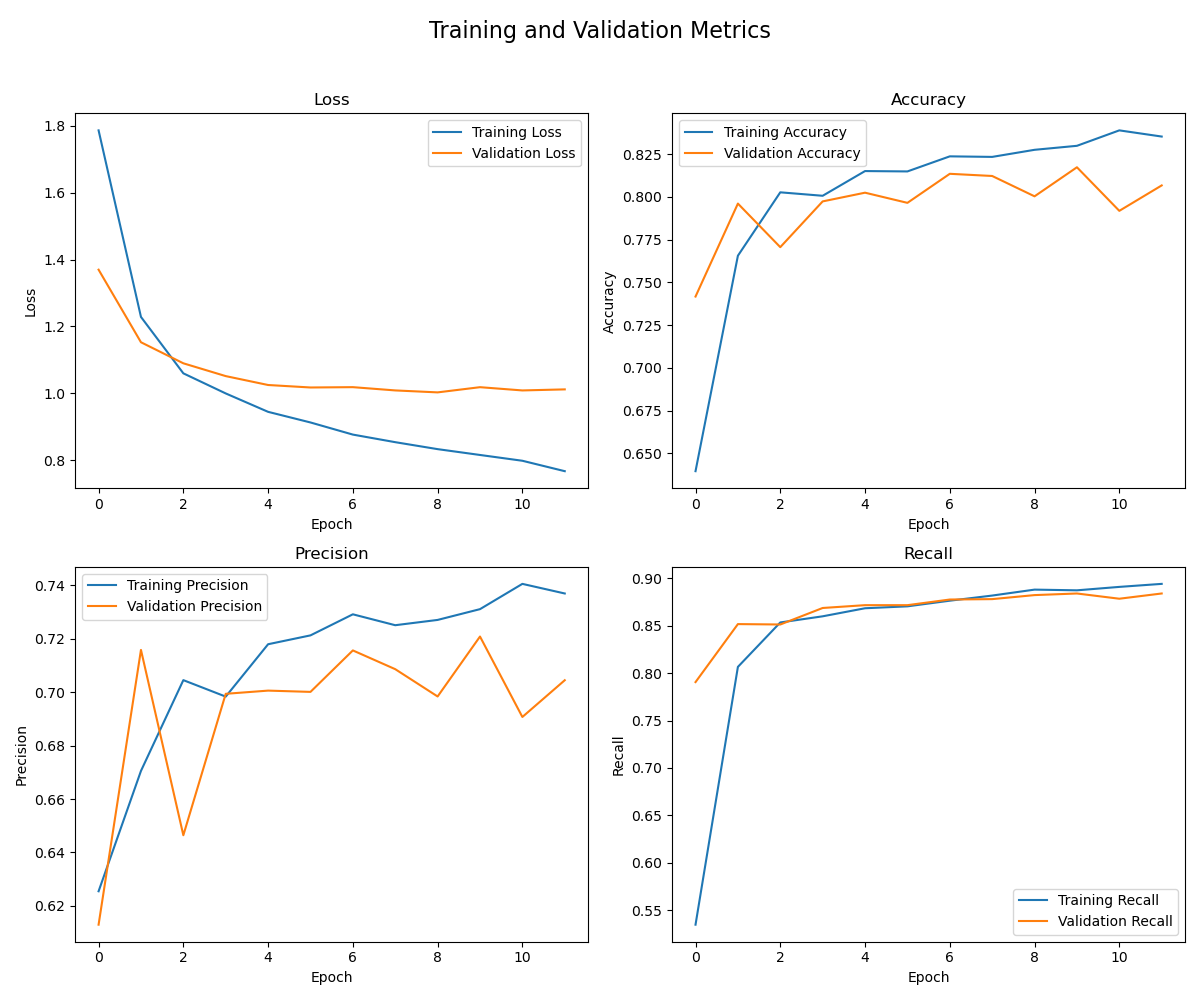 Training and Validation Metrics
Loss
Training Loss
Validation Loss
1.8
1.6
1.4
1.2
1.0
0.8
Loss
0
2
4
6
8
10
Epoch
Accuracy
Training Accuracy
Validation Accuracy
0.825
0.800
0.775
0.750
0.725
0.700
0.675
0.650
Accuracy
0
2
4
6
8
10
Epoch
Precision
Training Precision
Validation Precision
0.74
0.72
0.70
0.68
0.66
0.64
0.62
Precision
0
2
4
6
8
10
Epoch
Recall
0.90
0.85
0.80
0.75
0.70
0.65
0.60
0.55
Recall
Training Recall
Validation Recall
0
2
4
6
8
10
Epoch